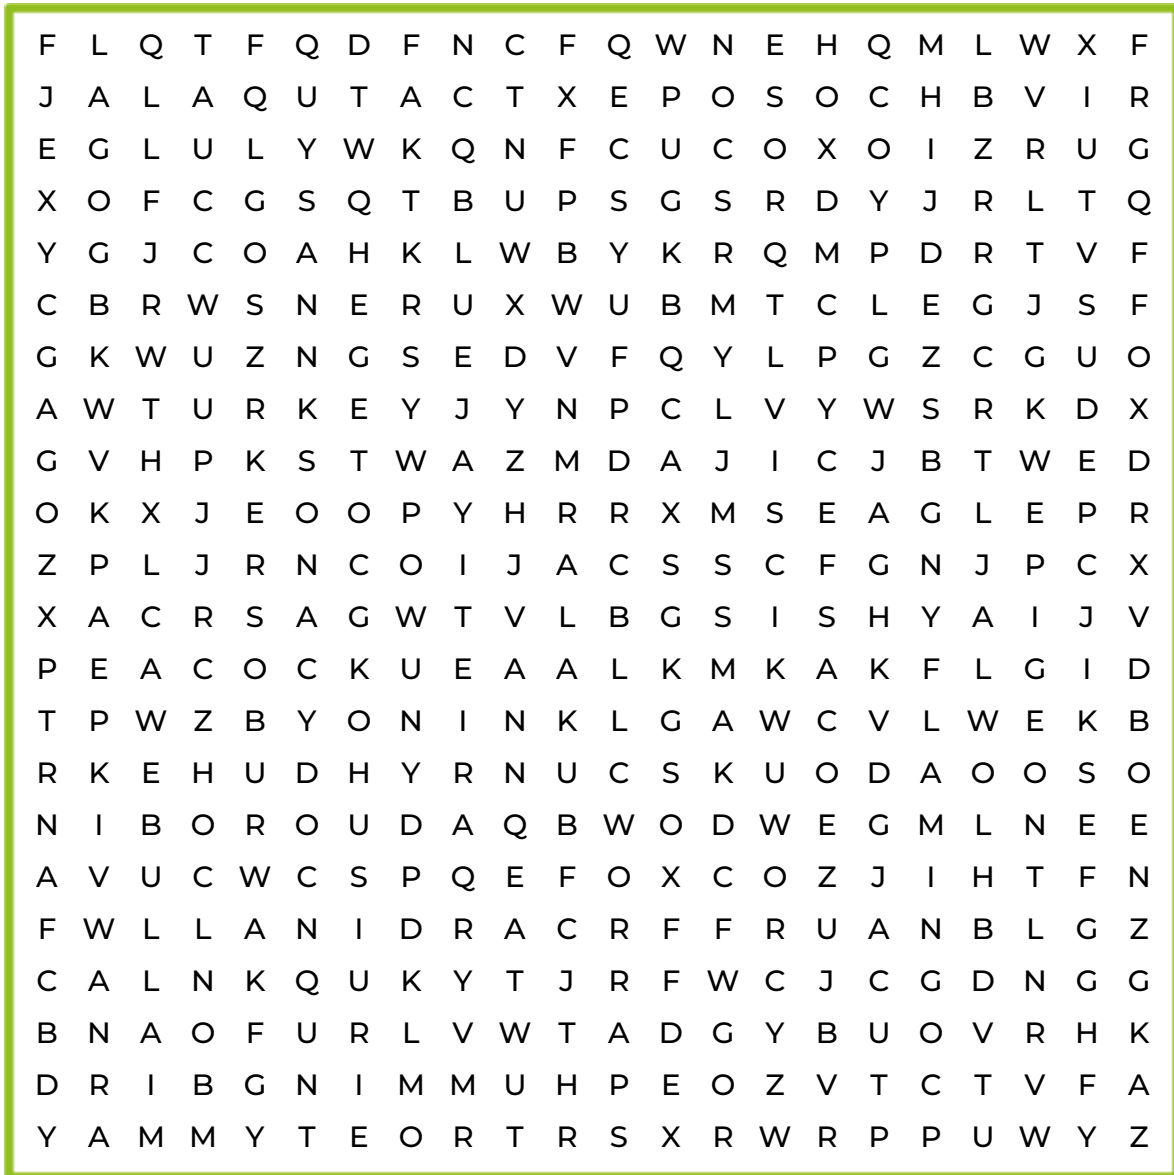 F L Q T F Q D F N C F Q W N E H Q M L W X F
J A L A Q U T A C T X E P O S O C H B V I R
E G L U L Y W K Q N F C U C O X O I Z R U G
X O F C G S Q T B U P S G S R D Y J R L T Q
Y G J C O A H K L W B Y K R Q M P D R T V F
C B R W S N E R U X W U B M T C L E G J S F
G K W U Z N G S E D V F Q Y L P G Z C G U O
A W T U R K E Y J Y N P C L V Y W S R K D X
G V H P K S T W A Z M D A J I C J B T W E D
O K X J E O O P Y H R R X M S E A G L E P R
Z P L J R N C O I J A C S S C F G N J P C X
X A C R S A G W T V L B G S I S H Y A I J V
P E A C O C K U E A A L K M K A K F L G I D
T P W Z B Y O N I N K L G A W C V L W E K B
R K E H U D H Y R N U C S K U O D A O O S O
N I B O R O U D A Q B W O D W E G M L N E E
A V U C W C S P Q E F O X C O Z J I H T F N
F W L L A N I D R A C R F F R U A N B L G Z
C A L N K Q U K Y T J R F W C J C G D N G G
B N A O F U R L V W T A D G Y B U O V R H K
D R I B G N I M M U H P E O Z V T C T V F A
Y A M M Y T E O R T R S X R W R P P U W Y Z